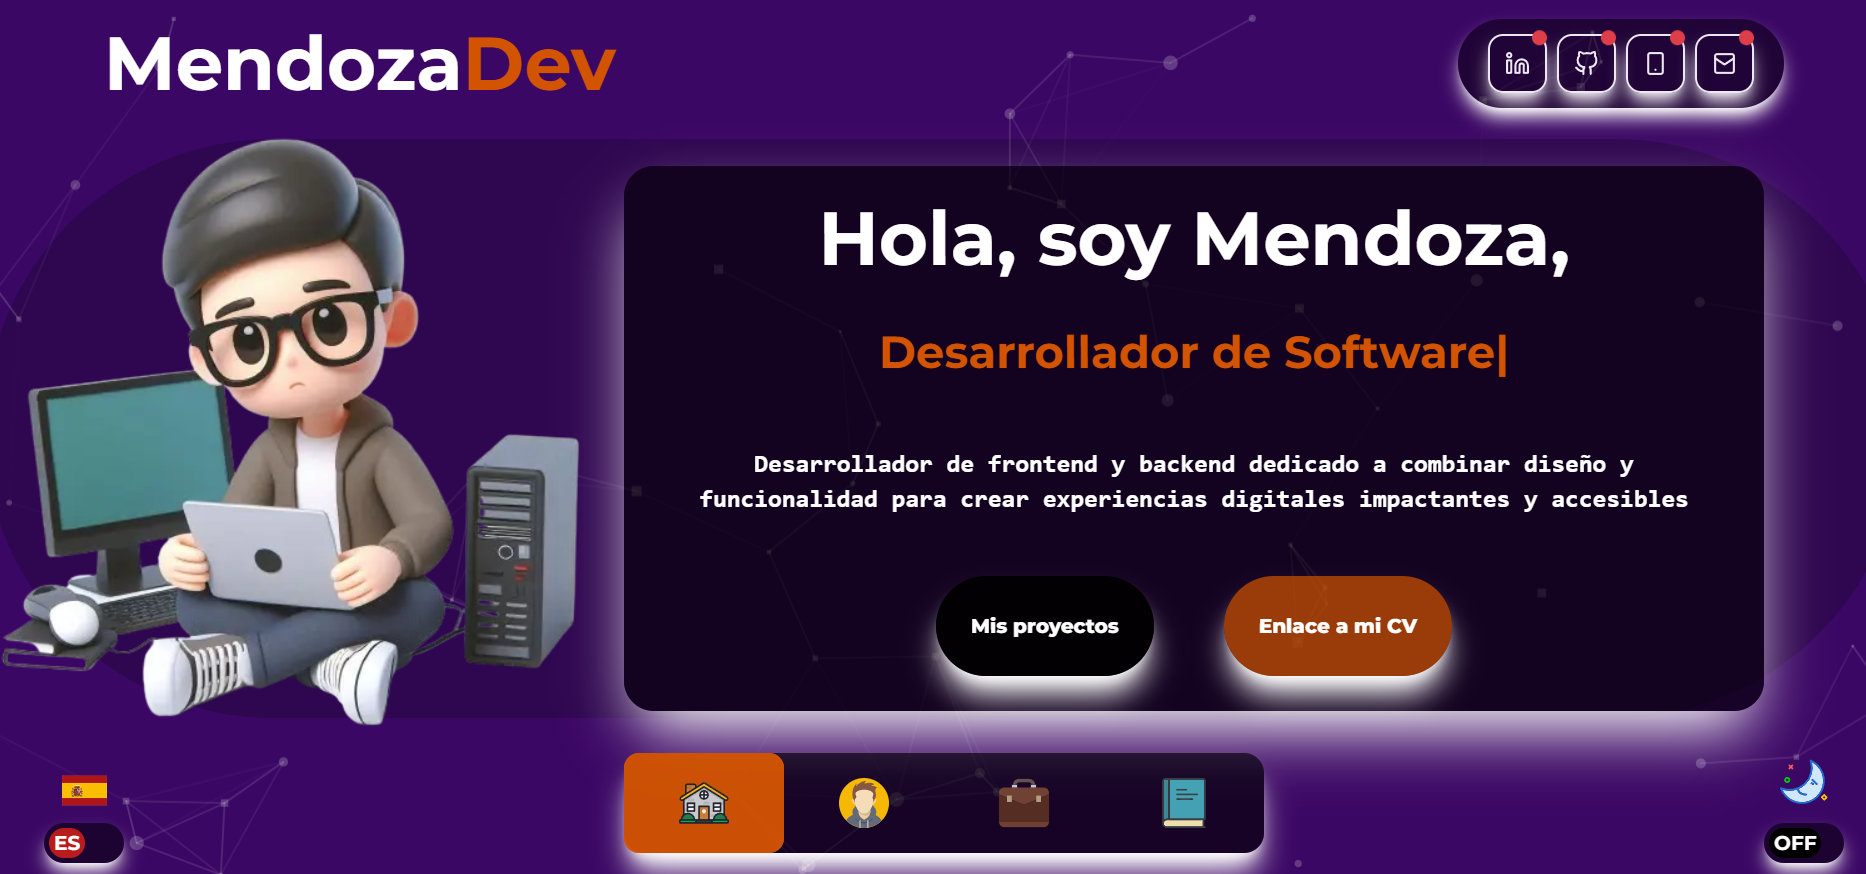 MendozaDev
Hola, soy Mendoza,
Desarrollador de Software|
Desarrollador de frontend y backend dedicado a combinar diseño y
funcionalidad para crear experiencias digitales impactantes y accesibles
Mis proyectos
Enlace a mi CV
ES
OFF